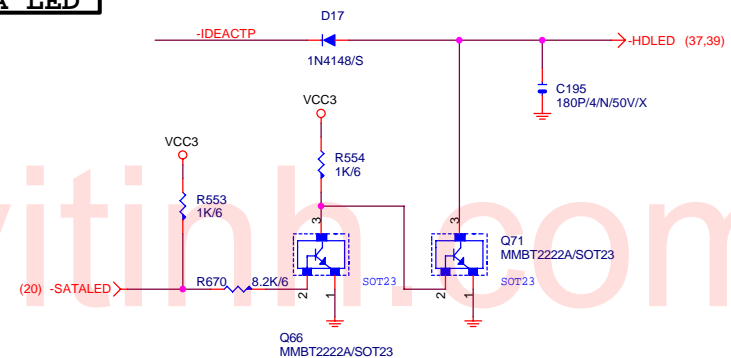 LED
D17
-IDEACTP
-HDLED (37,39)
1N4148/S
C195
180P/4/N/50V/X
VCC3
VCC3
R554
1K/6
R553
1K/6
3
3
Q71
MMBT2222A/SOT23
SOT23
SOT23
(20) -SATALED
R670
8.2K/6
2
1
2
1
Q66
MMBT2222A/SOT23
vitinh.com